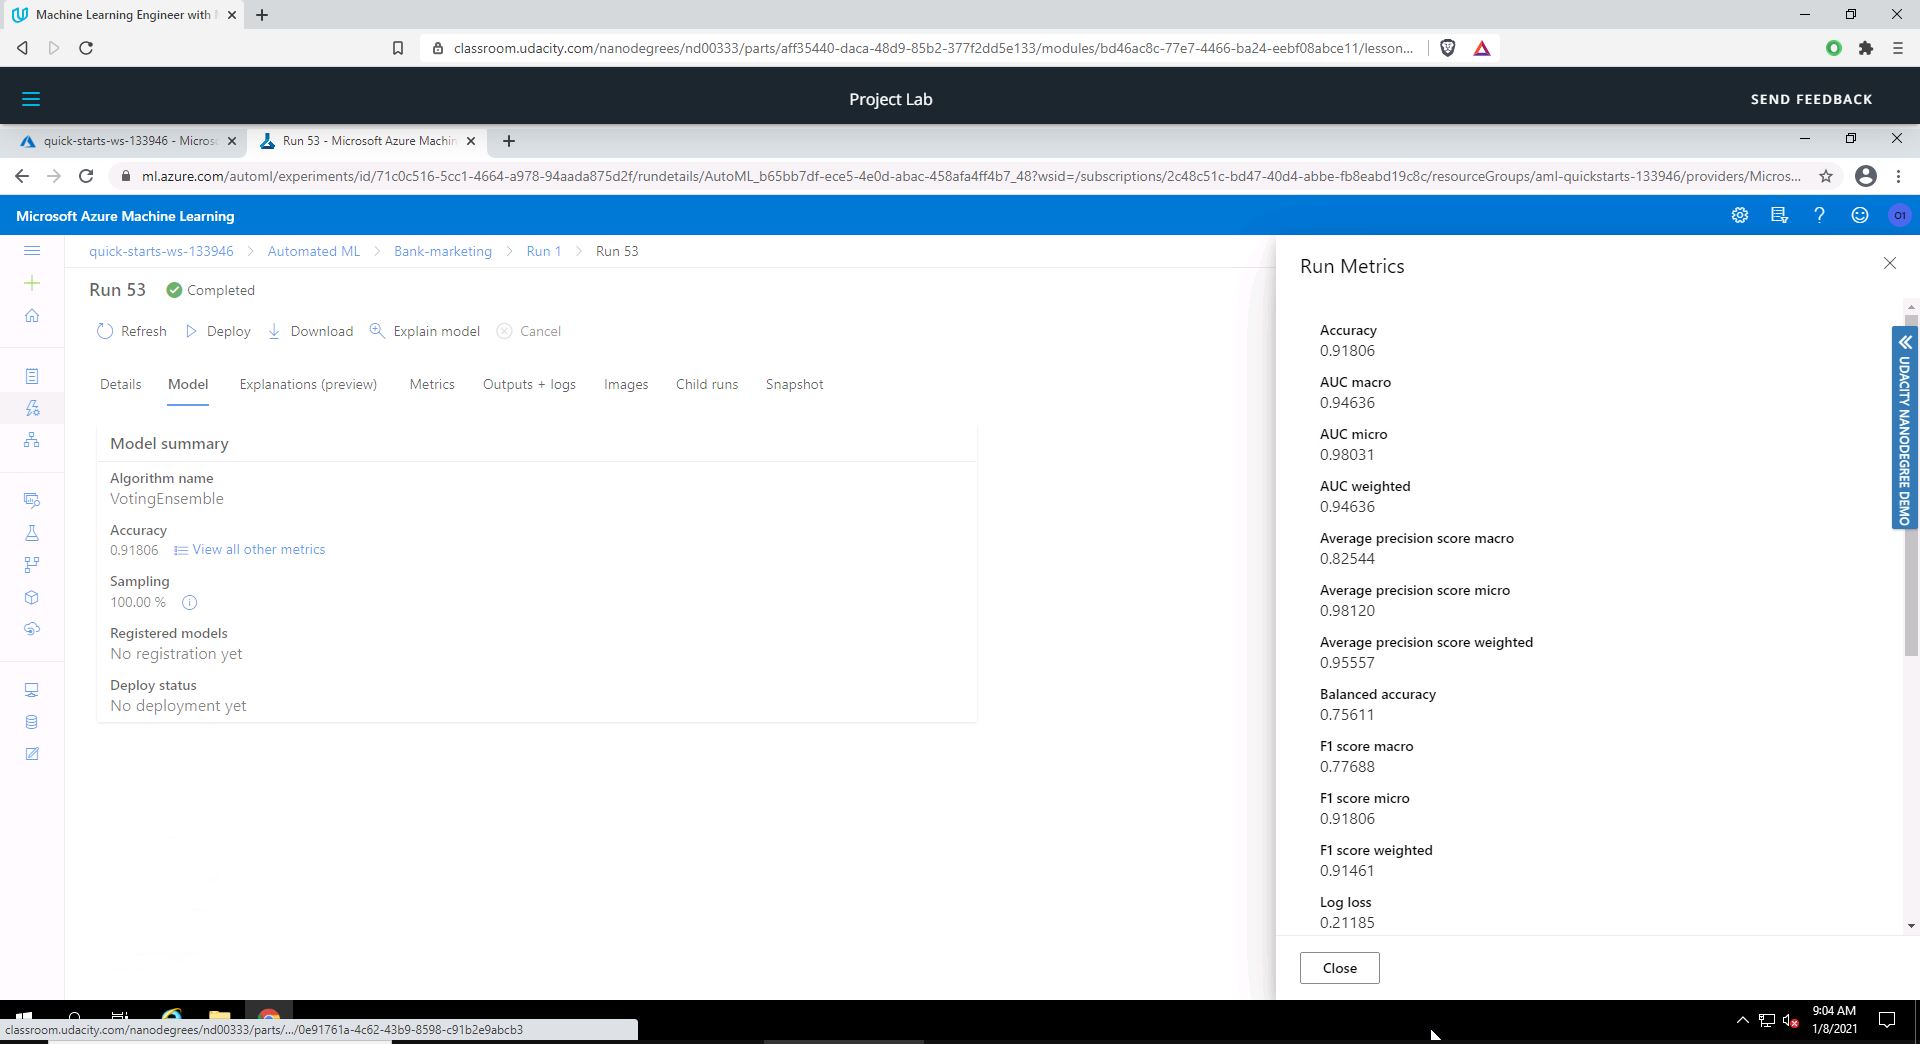 Machine Learning Engineer with
classroom.udacity.com/nanodegrees/nd00333/parts/aff35440-daca-48d9-85b2-377f2dd5e133/modules/bd46ac8c-77e7-4466-ba24-eebf08abce11/lesson...
Project Lab
SEND FEEDBACK
quick-starts-ws-133946 - Micros
Run 53 - Microsoft Azure Machin
ml.azure.com/automl/experiments/id/71c0c516-5cc1-4664-a978-94aada875d2f/rundetails/AutoML_b65bb7df-ece5-4e0d-abac-458afa4ff4b7_48?wsid=/subscriptions/2c48c51c-bd47-40d4-abbe-fb8eabd19c8c/resourceGroups/aml-quickstarts-133946/providers/Micros...
Microsoft Azure Machine Learning
01
quick-starts-ws-133946 > Automated ML > Bank-marketing > Run 1 > Run 53
Run 53
Completed
Refresh
Deploy
Download
Explain model
Cancel
Details
Model
Explanations (preview)
Metrics
Outputs + logs
Images
Child runs
Snapshot
Model summary
Algorithm name
VotingEnsemble
Accuracy
0.91806
View all other metrics
Sampling
100.00 %
Registered models
No registration yet
Deploy status
No deployment yet
Run Metrics
Accuracy
0.91806
AUC macro
0.94636
AUC micro
0.98031
AUC weighted
0.94636
Average precision score macro
0.82544
Average precision score micro
0.98120
Average precision score weighted
0.95557
Balanced accuracy
0.75611
F1 score macro
0.77688
F1 score micro
0.91806
F1 score weighted
0.91461
Log loss
0.21185
Close
UDACITY NANODEGREE DEMO
classroom.udacity.com/nanodegrees/nd00333/parts/.../0e91761a-4c62-43b9-8598-c91b2e9abcb3
9:04 AM
1/8/2021